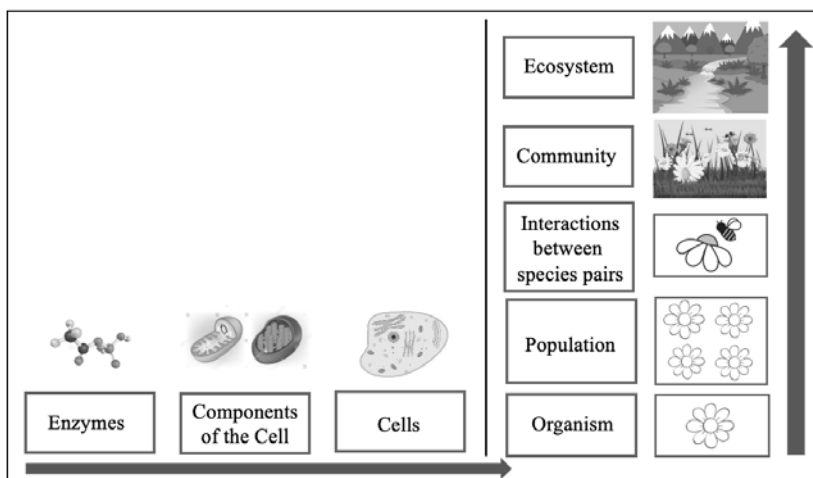 Ecosystem
Community
Interactions
between
species pairs
Population
Organism
Enzymes
Components
of the Cell
Cells